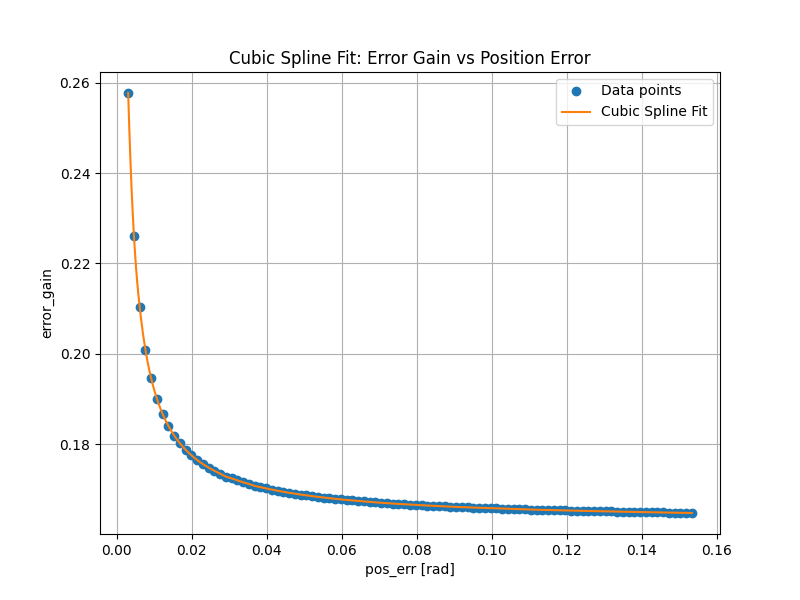 Cubic Spline Fit: Error Gain vs Position Error
Data points
Cubic Spline Fit
0.26
0.24
0.22
0.20
0.18
error_gain
0.00 0.02 0.04 0.06 0.08 0.10 0.12 0.14 0.16
pos_err [rad]